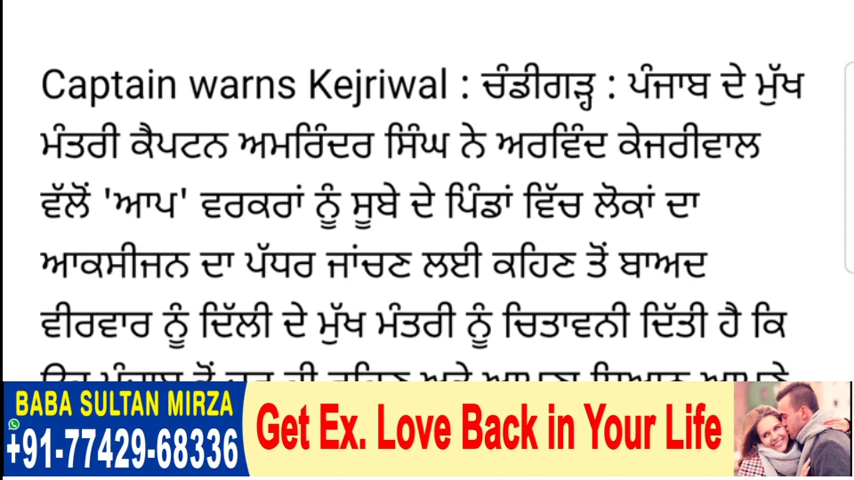 Captain warns Kejriwal : ਚੰਡੀਗੜ੍ਹ : ਪੰਜਾਬ ਦੇ ਮੁੱਖ
ਮੰਤਰੀ ਕੈਪਟਨ ਅਮਰਿੰਦਰ ਸਿੰਘ ਨੇ ਅਰਵਿੰਦ ਕੇਜਰੀਵਾਲ
ਵੱਲੋਂ 'ਆਪ' ਵਰਕਰਾਂ ਨੂੰ ਸੂਬੇ ਦੇ ਪਿੰਡਾਂ ਵਿੱਚ ਲੋਕਾਂ ਦਾ
ਆਕਸੀਜਨ ਦਾ ਪੱਧਰ ਜਾਂਚਣ ਲਈ ਕਹਿਣ ਤੋਂ ਬਾਅਦ
ਵੀਰਵਾਰ ਨੂੰ ਦਿੱਲੀ ਦੇ ਮੁੱਖ ਮੰਤਰੀ ਨੂੰ ਚਿਤਾਵਨੀ ਦਿੱਤੀ ਹੈ ਕਿ
BABA SULTAN MIRZA
+91-77429-68336
Get Ex. Love Back in Your Life